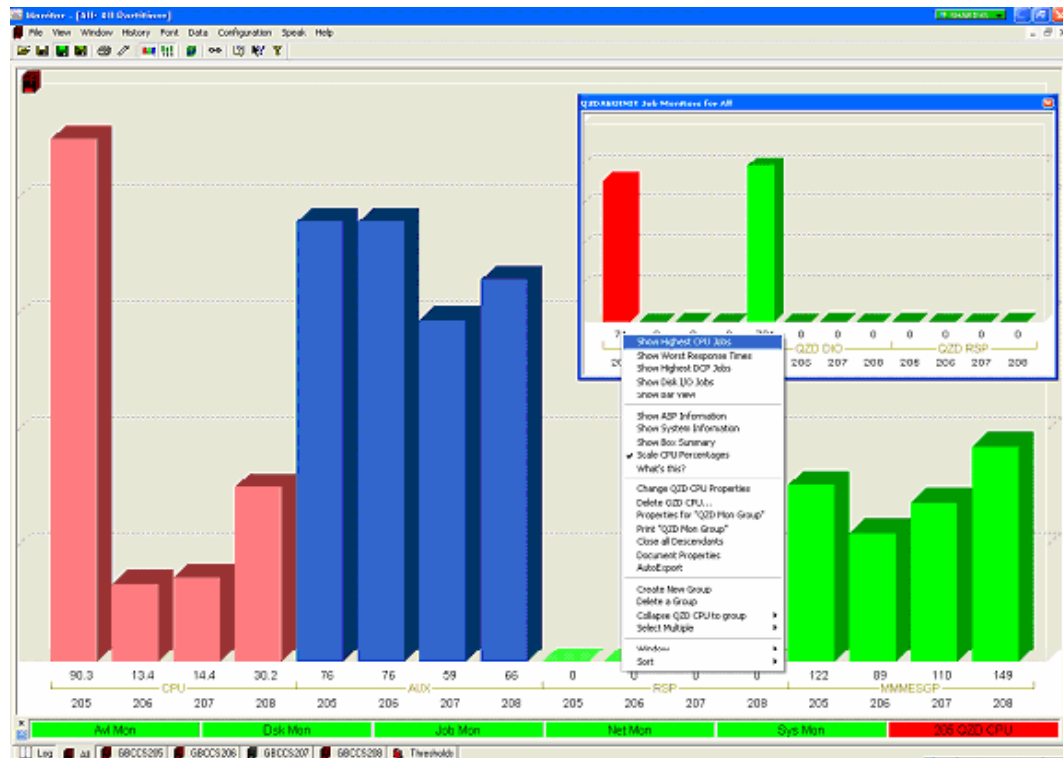 Monitor - [All- All Partitions]
File View Window History Font Data Configuration Speak Help
Job Monitors for All
0 0 0 0 0
QZD DIO QZD RSP
206 207 208 205 206 207 208
Show Highest CPU Jobs
Show Worst Response Times
Show Highest DCP Jobs
Show Disk I/O Jobs
Show Bar View
Show ASP Information
Show System Information
Show Box Summary
Scale CPU Percentages
What's this?
Change QZD CPU Properties
Delete QZD CPU...
Properties for "QZD Mon Group"
Print "QZD Mon Group"
Close all Descendants
Document Properties
AutoExport
Create New Group
Delete a Group
Collapse QZD CPU to group
Select Multiple
Window
Sort
90.3 13.4 14.4 30.2 76 76 59 66 0 0 0 0 122 89 110 149
CPU AUX RSP MMMESGP
205 206 207 208 205 206 207 208 205 206 207 208 205 206 207 208
Avl Mon Dsk Mon Job Mon Net Mon Sys Mon 205 QZD CPU
Log All GBCCS205 GBCCS206 GBCCS207 GBCCS208 Thresholds